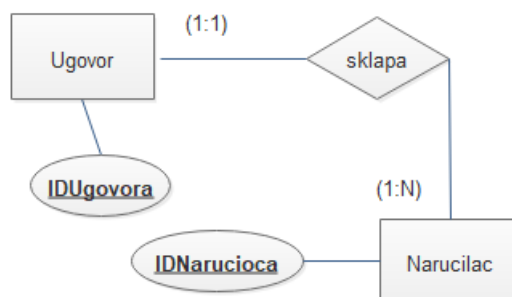 (1:1)
Ugovor
sklapa
IDUgovora
(1:N)
IDNarucioca
Narucilac